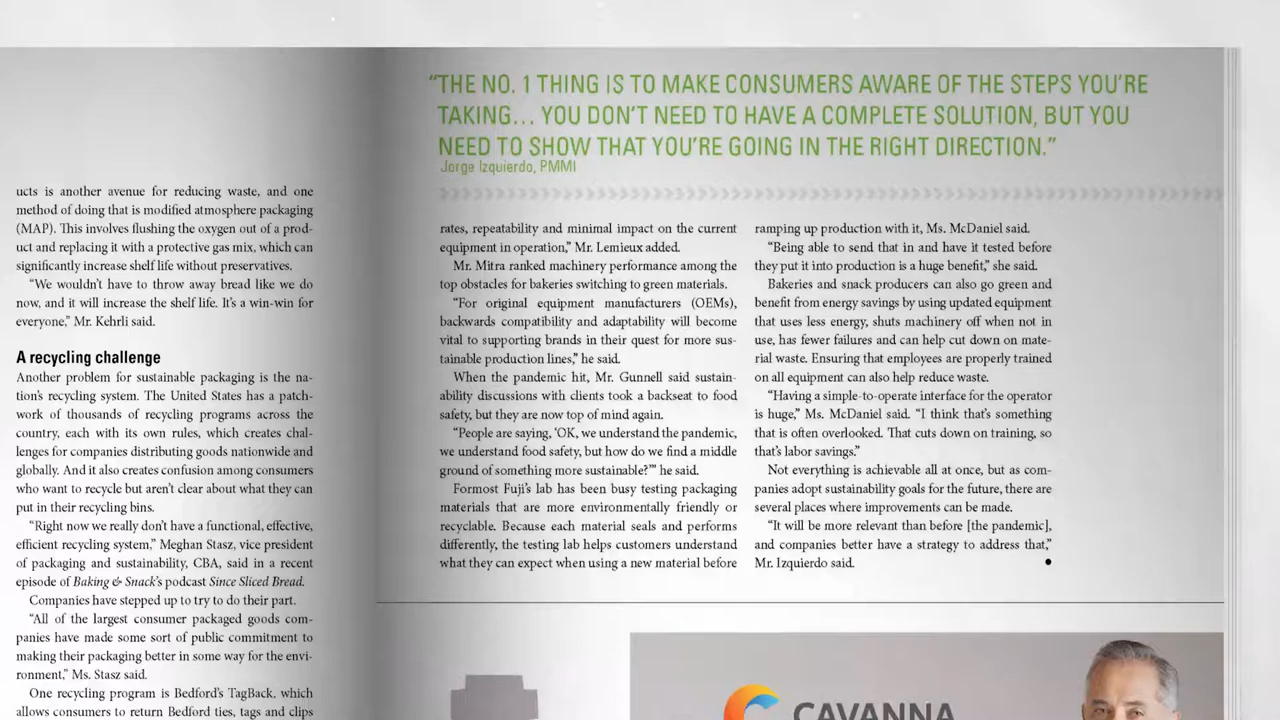 ucts is another avenue for reducing waste, and one
method of doing that is modified atmosphere packaging
(MAP). This involves flushing the oxygen out of a prod-
uct and replacing it with a protective gas mix, which can
significantly increase shelf life without preservatives.
“We wouldn’t have to throw away bread like we do
now, and it will increase the shelf life. It’s a win-win for
everyone,” Mr. Kehrli said.
A recycling challenge
Another problem for sustainable packaging is the na-
tion’s recycling system. The United States has a patch-
work of thousands of recycling programs across the
country, each with its own rules, which creates chal-
lenges for companies distributing goods nationwide and
globally. And it also creates confusion among consumers
who want to recycle but aren’t clear about what they can
put in their recycling bins.
“Right now we really don’t have a functional, effective,
efficient recycling system,” Meghan Stasz, vice president
of packaging and sustainability, CBA, said in a recent
episode of Baking & Snack’s podcast Since Sliced Bread.
Companies have stepped up to try to do their part.
“All of the largest consumer packaged goods com-
panies have made some sort of public commitment to
making their packaging better in some way for the envi-
ronment,” Ms. Stasz said.
One recycling program is Bedford’s TagBack, which
allows consumers to return Bedford ties, tags and clips
“THE NO. 1 THING IS TO MAKE CONSUMERS AWARE OF THE STEPS YOU’RE
TAKING… YOU DON’T NEED TO HAVE A COMPLETE SOLUTION, BUT YOU
NEED TO SHOW THAT YOU’RE GOING IN THE RIGHT DIRECTION.”
Jorge Izquierdo, PMMI
rates, repeatability and minimal impact on the current
equipment in operation,” Mr. Lemieux added.
Mr. Mitra ranked machinery performance among the
top obstacles for bakeries switching to green materials.
“For original equipment manufacturers (OEMs),
backwards compatibility and adaptability will become
vital to supporting brands in their quest for more sus-
tainable production lines,” he said.
When the pandemic hit, Mr. Gunnell said sustain-
ability discussions with clients took a backseat to food
safety, but they are now top of mind again.
“People are saying, ‘OK, we understand the pandemic,
we understand food safety, but how do we find a middle
ground of something more sustainable?’” he said.
Formost Fuji’s lab has been busy testing packaging
materials that are more environmentally friendly or
recyclable. Because each material seals and performs
differently, the testing lab helps customers understand
what they can expect when using a new material before
ramping up production with it, Ms. McDaniel said.
“Being able to send that in and have it tested before
they put it into production is a huge benefit,” she said.
Bakeries and snack producers can also go green and
benefit from energy savings by using updated equipment
that uses less energy, shuts machinery off when not in
use, has fewer failures and can help cut down on mate-
rial waste. Ensuring that employees are properly trained
on all equipment can also help reduce waste.
“Having a simple-to-operate interface for the operator
is huge,” Ms. McDaniel said. “I think that’s something
that is often overlooked. That cuts down on training, so
that’s labor savings.”
Not everything is achievable all at once, but as com-
panies adopt sustainability goals for the future, there are
several places where improvements can be made.
“It will be more relevant than before [the pandemic],
and companies better have a strategy to address that,”
Mr. Izquierdo said.
CAVANNA